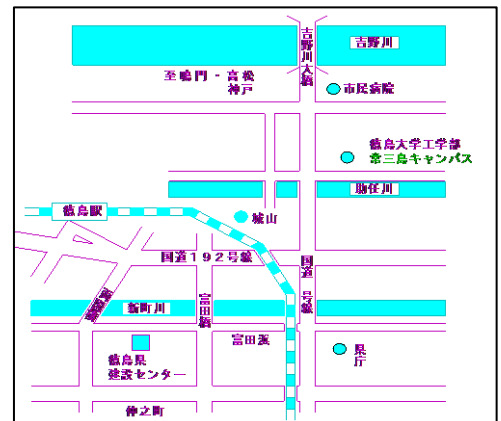 吉野川大橋
吉野川
至鳴門・高松
神戸
市民病院
徳島大学工学部
常三島キャンパス
助任川
徳島駅
城山
国道192号線
国道 号線
新町川
富田橋
富田浜
徳島県
建設センター
県
庁
仲之町